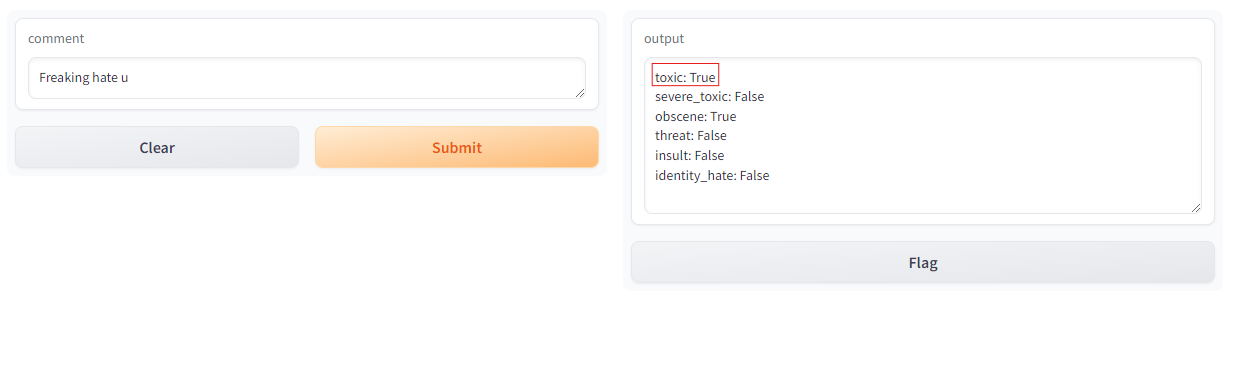 comment
Freaking hate u
Clear
Submit
output
toxic: True
severe_toxic: False
obscene: True
threat: False
insult: False
identity_hate: False
Flag